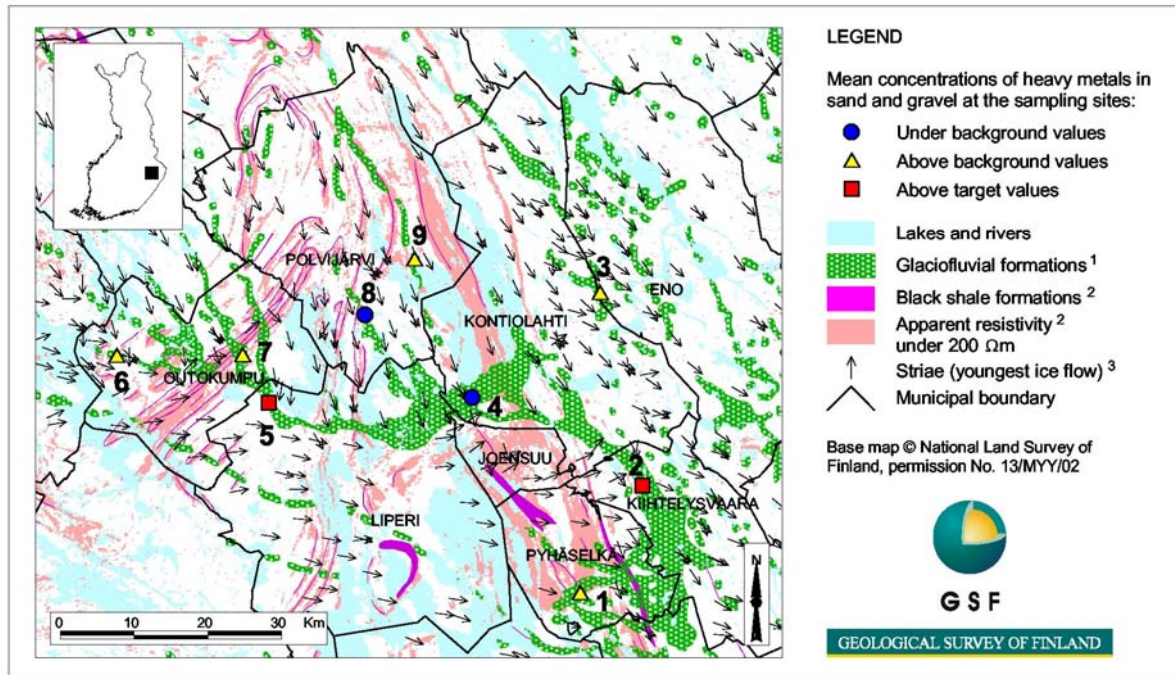 LEGEND
Mean concentrations of heavy metals in
sand and gravel at the sampling sites:
Under background values
Above background values
Above target values
Lakes and rivers
Glaciofluvial formations 1
Black shale formations 2
Apparent resistivity 2
under 200 Ωm
Striae (youngest ice flow) 3
Municipal boundary
Base map © National Land Survey of
Finland, permission No. 13/MYY/02
GSF
GEOLOGICAL SURVEY OF FINLAND
9
POLVIJÄRVI
3
8
ENO
KONTIOLAHTI
6
7
OUTOKUMPU
5
4
JOENSUU
2
KIIHTELYSVAARA
LIPERI
PYHÄSELKÄ
1
N
Km
0 10 20 30